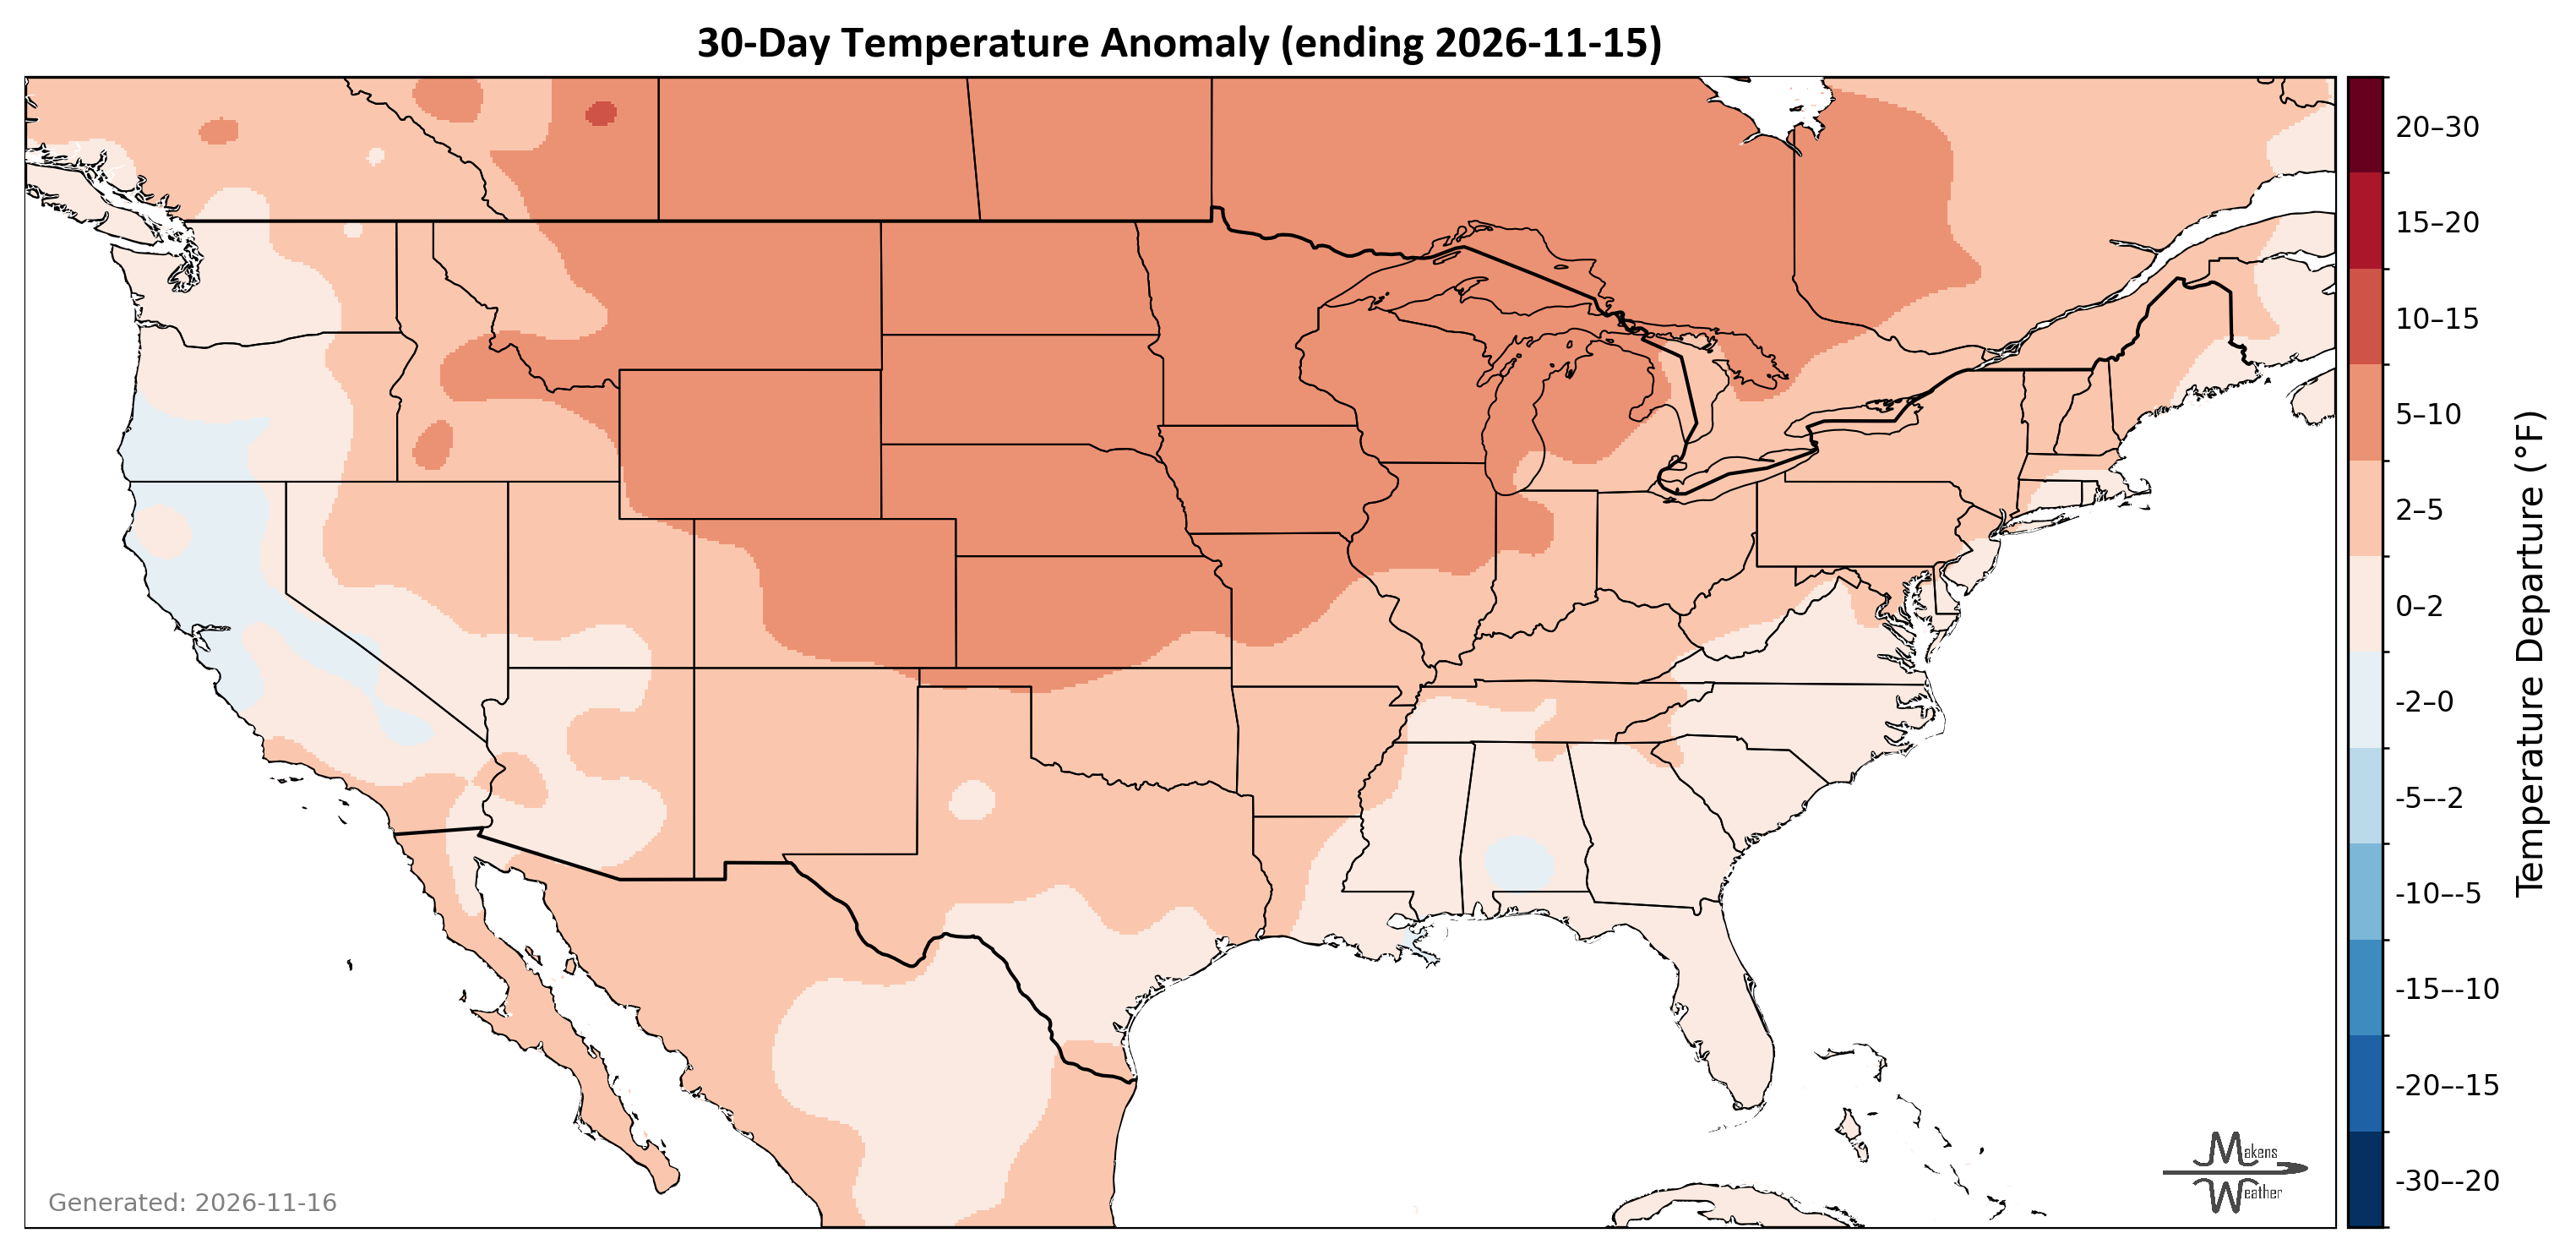 30-Day Temperature Anomaly (ending 2026-11-15)
20–30
15–20
10–15
5–10
2–5
0–2
-2–0
-5–-2
-10–-5
-15–-10
-20–-15
-30–-20
Temperature Departure (°F)
Generated: 2026-11-16
Makens
Weather